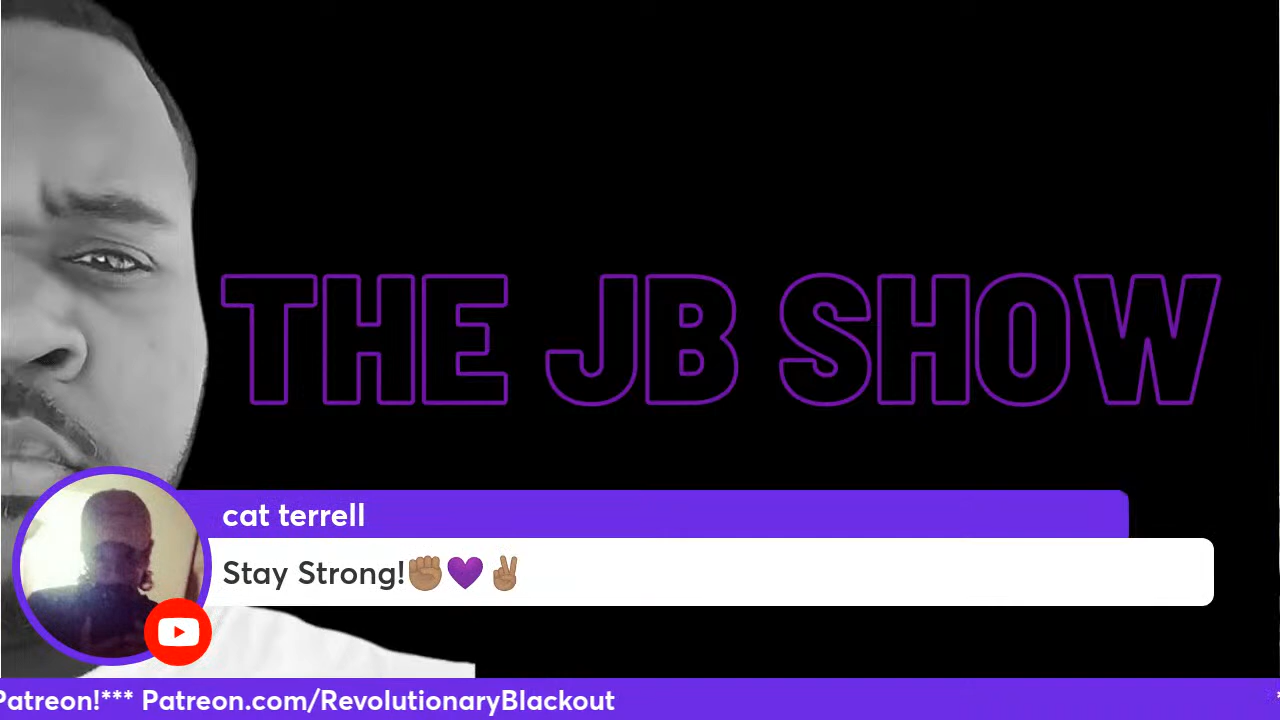 THE JB SHOW
cat terrell
Stay Strong!✊🏽💜✌🏽
Patreon!*** Patreon.com/RevolutionaryBlackout